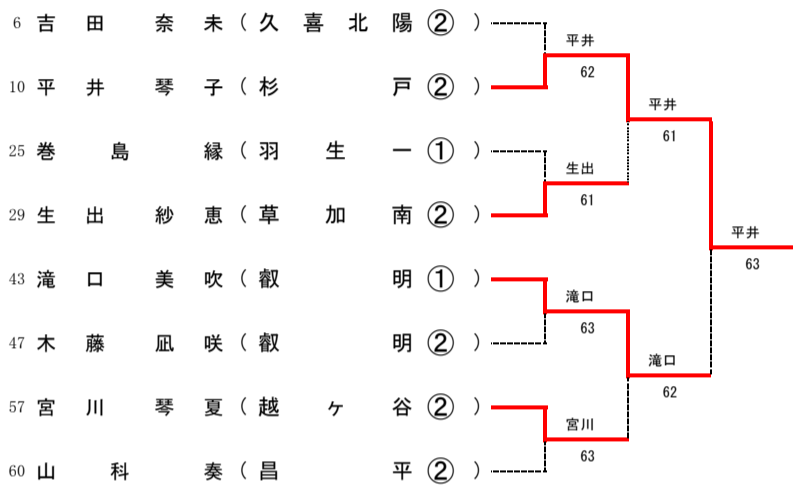 6 吉田奈未(久喜北陽②)
平井
62
10 平井琴子(杉戸②)
平井
61
25 巻島縁(羽生一①)
生出
61
29 生出紗恵(草加南②)
平井
63
43 滝口美吹(叡明①)
滝口
63
47 木藤凪咲(叡明②)
滝口
62
57 宮川琴夏(越ヶ谷②)
宮川
63
60 山科奏(昌平②)